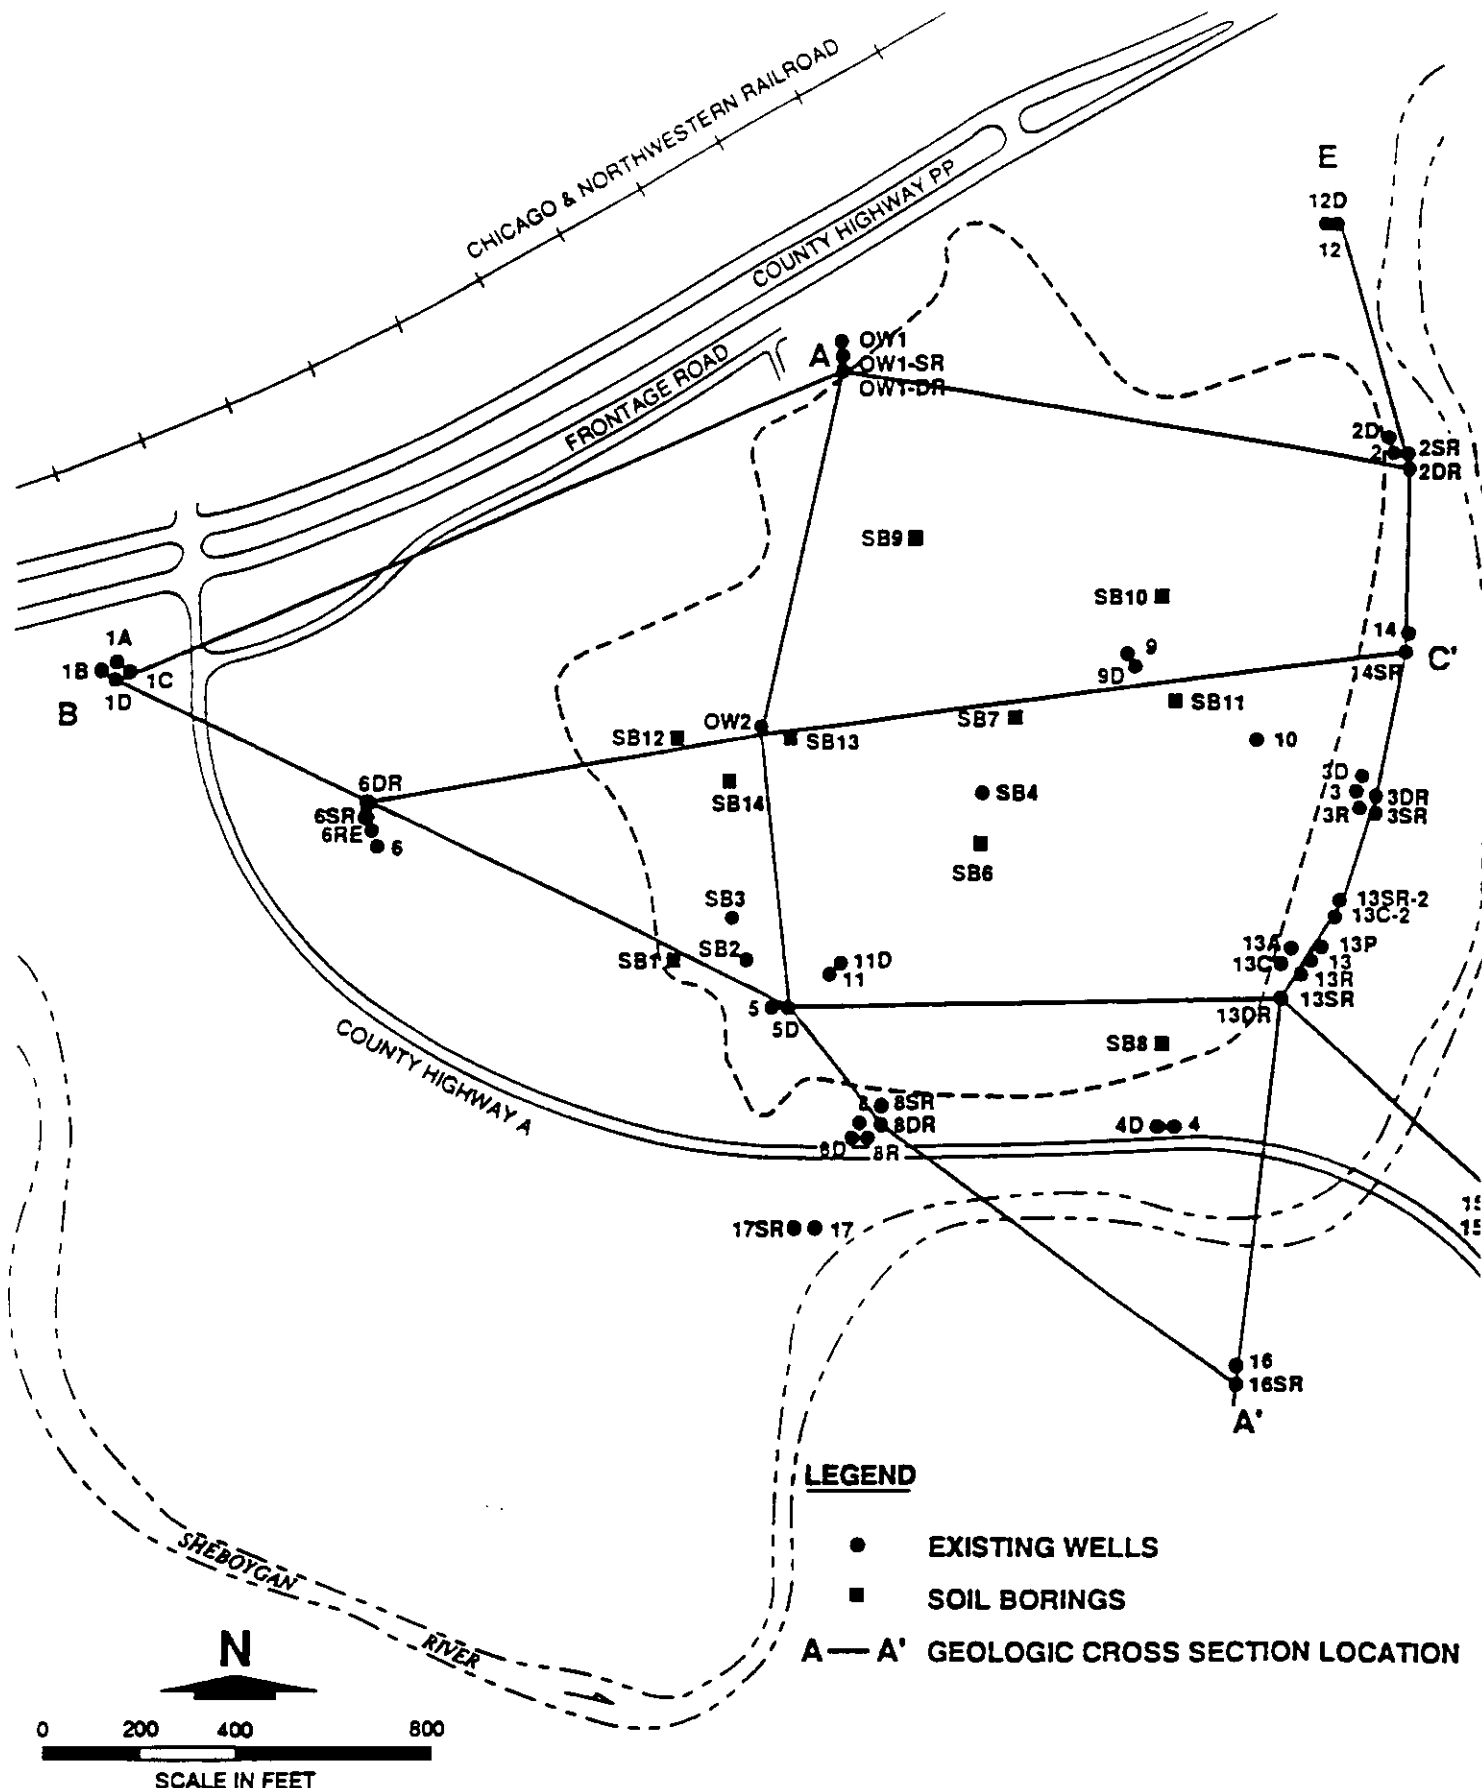 CHICAGO & NORTHWESTERN RAILROAD
COUNTY HIGHWAY PP
FRONTAGE ROAD
E
12D
12
A
OW1
OW1-SR
OW1-DR
2D
2
2SR
2DR
SB9
SB10
14
14SR
C'
9
9D
1A
1B
1C
1D
B
SB11
SB7
OW2
SB12
SB13
10
3D
3
3R
3DR
3SR
6DR
6SR
6RE
6
SB14
SB4
SB6
SB3
SB2
SB1
11D
11
13SR-2
13C-2
13A
13P
13C
13
13R
13SR
13DR
5
5D
SB8
COUNTY HIGHWAY A
8
8SR
8DR
8D
8R
4D
4
17SR
17
15
15
16
16SR
A'
LEGEND
EXISTING WELLS
SOIL BORINGS
A — A' GEOLOGIC CROSS SECTION LOCATION
SHEBOYGAN
RIVER
N
0 200 400 800
SCALE IN FEET